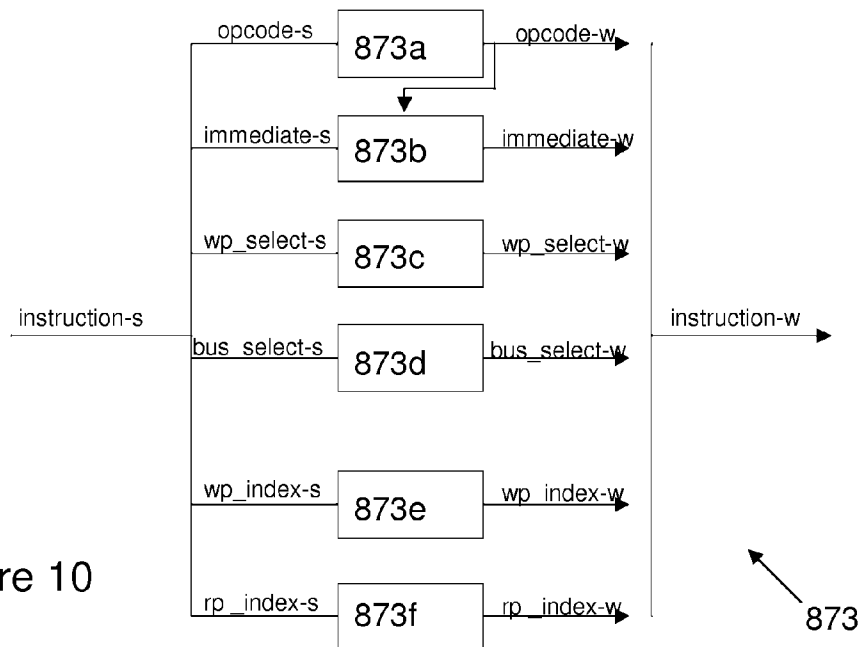 opcode-s 873a opcode-w
immediate-s 873b immediate-w
wp_select-s 873c wp_select-w
instruction-s instruction-w
bus_select-s 873d bus_select-w
wp_index-s 873e wp_index-w
re 10
rp_index-s 873f rp_index-w
873